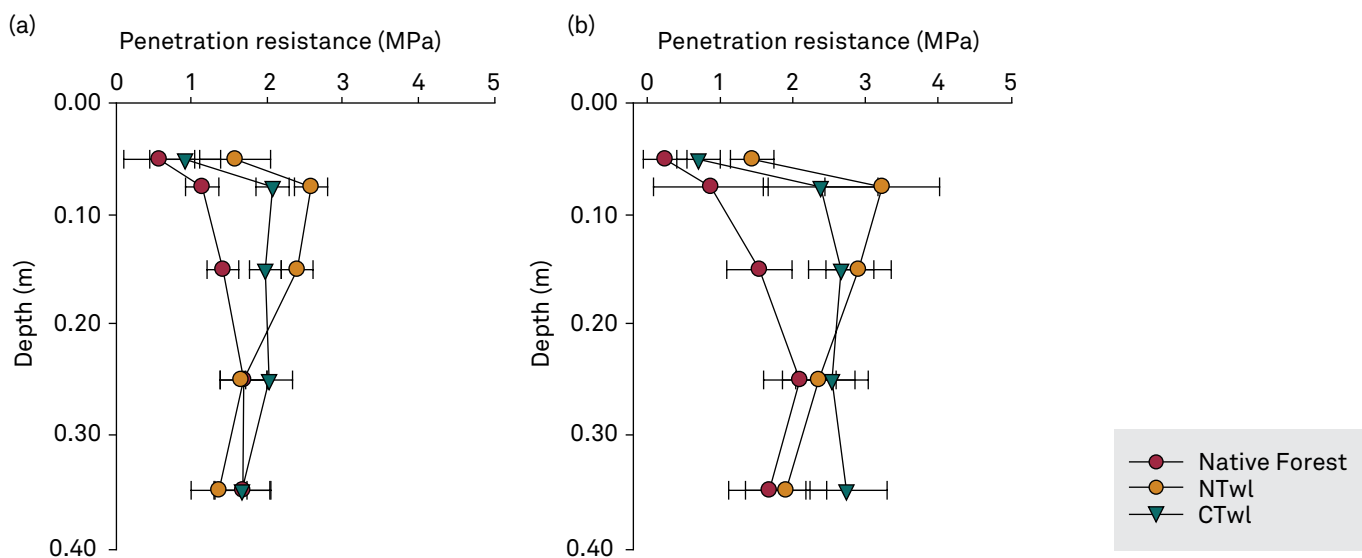 (a)
Penetration resistance (MPa)
0 1 2 3 4 5
0.00
0.10
0.20
0.30
0.40
Depth (m)
(b)
Penetration resistance (MPa)
0 1 2 3 4 5
0.00
0.10
0.20
0.30
0.40
Depth (m)
Native Forest
NTwl
CTwl